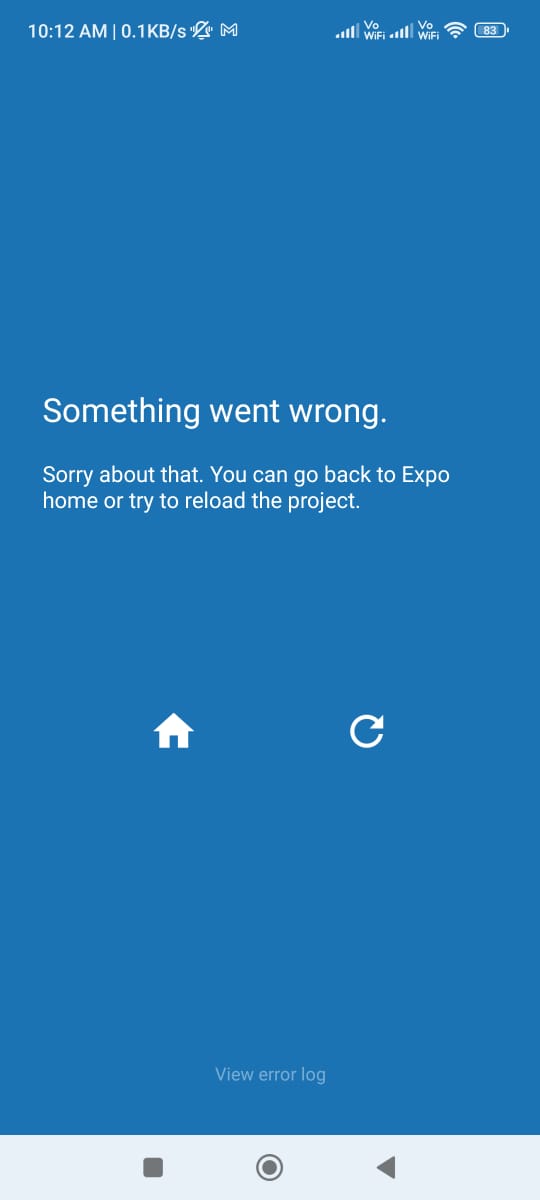 10:12 AM | 0.1KB/s
Vo WiFi Vo WiFi 83
Something went wrong.
Sorry about that. You can go back to Expo
home or try to reload the project.
View error log